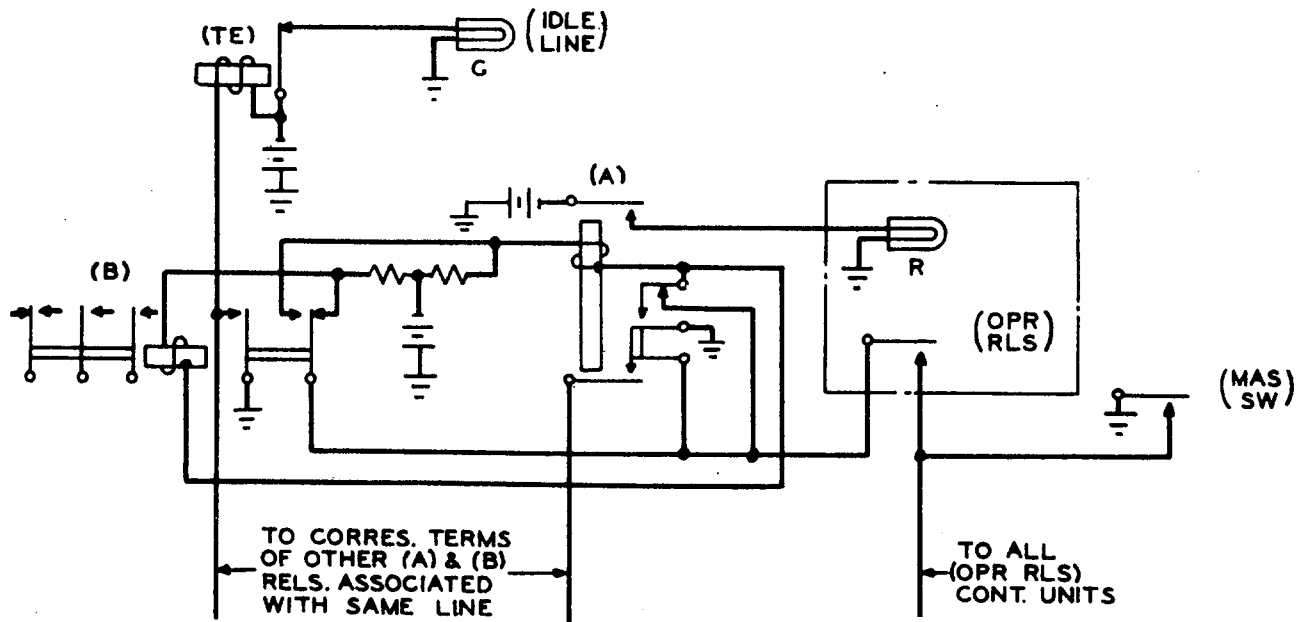 (TE)
(IDLE
LINE)
G
(A)
(B)
R
(OPR
RLS)
(MAS
SW)
TO CORRES. TERMS
OF OTHER (A) & (B)
RELS. ASSOCIATED
WITH SAME LINE
TO ALL
(OPR RLS)
CONT. UNITS